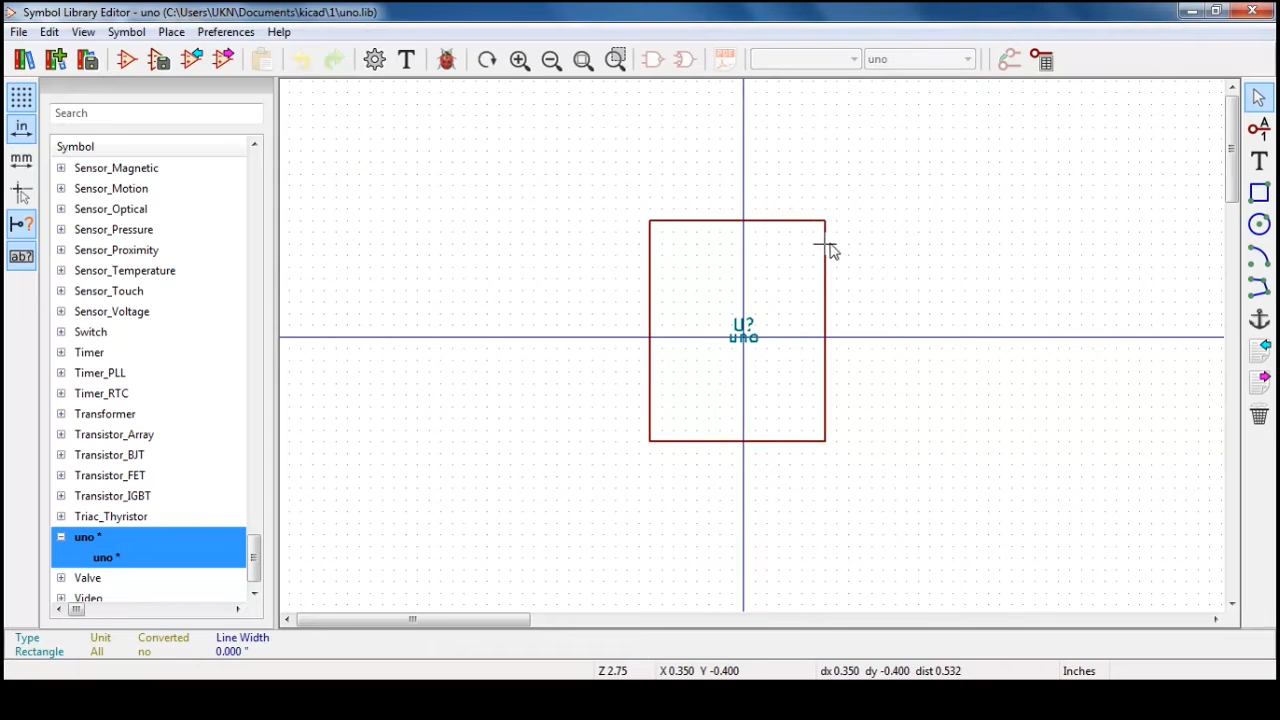 Symbol Library Editor - uno (C:\Users\UKN\Documents\kicad\1\uno.lib)
File Edit View Symbol Place Preferences Help
T PDF uno
in
mm
ab?
Search
Symbol
Sensor_Magnetic
Sensor_Motion
Sensor_Optical
Sensor_Pressure
Sensor_Proximity
Sensor_Temperature
Sensor_Touch
Sensor_Voltage
Switch
Timer
Timer_PLL
Timer_RTC
Transformer
Transistor_Array
Transistor_BJT
Transistor_FET
Transistor_IGBT
Triac_Thyristor
uno *
uno *
Valve
Video
U?
uno
A
1
T
Type Unit Converted Line Width
Rectangle All no 0.000 "
Z 2.75 X 0.350 Y -0.400 dx 0.350 dy -0.400 dist 0.532 Inches